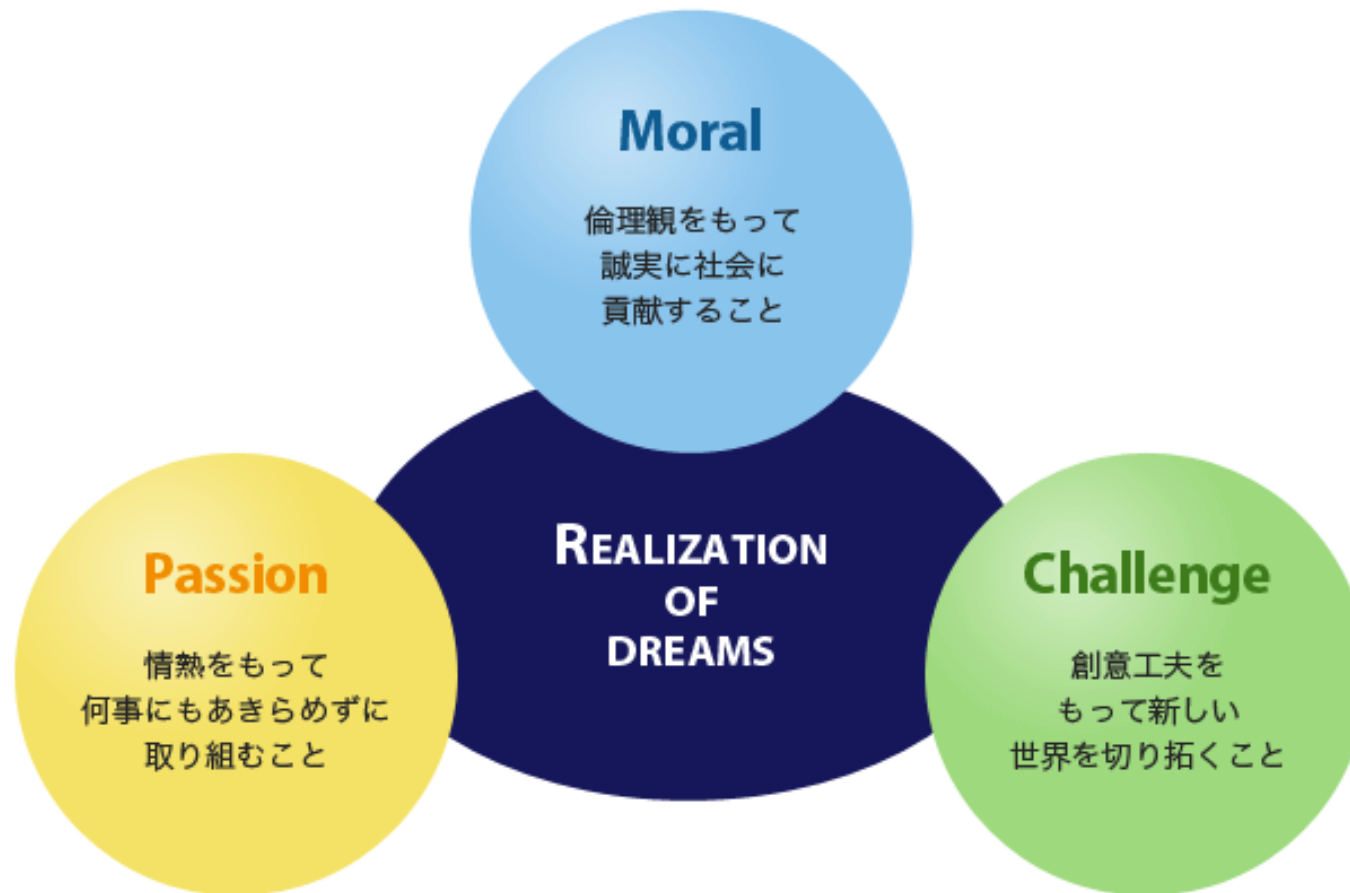 Moral
倫理観をもって
誠実に社会に
貢献すること
REALIZATION
OF
DREAMS
Passion
情熱をもって
何事にもあきらめずに
取り組むこと
Challenge
創意工夫を
もって新しい
世界を切り拓くこと